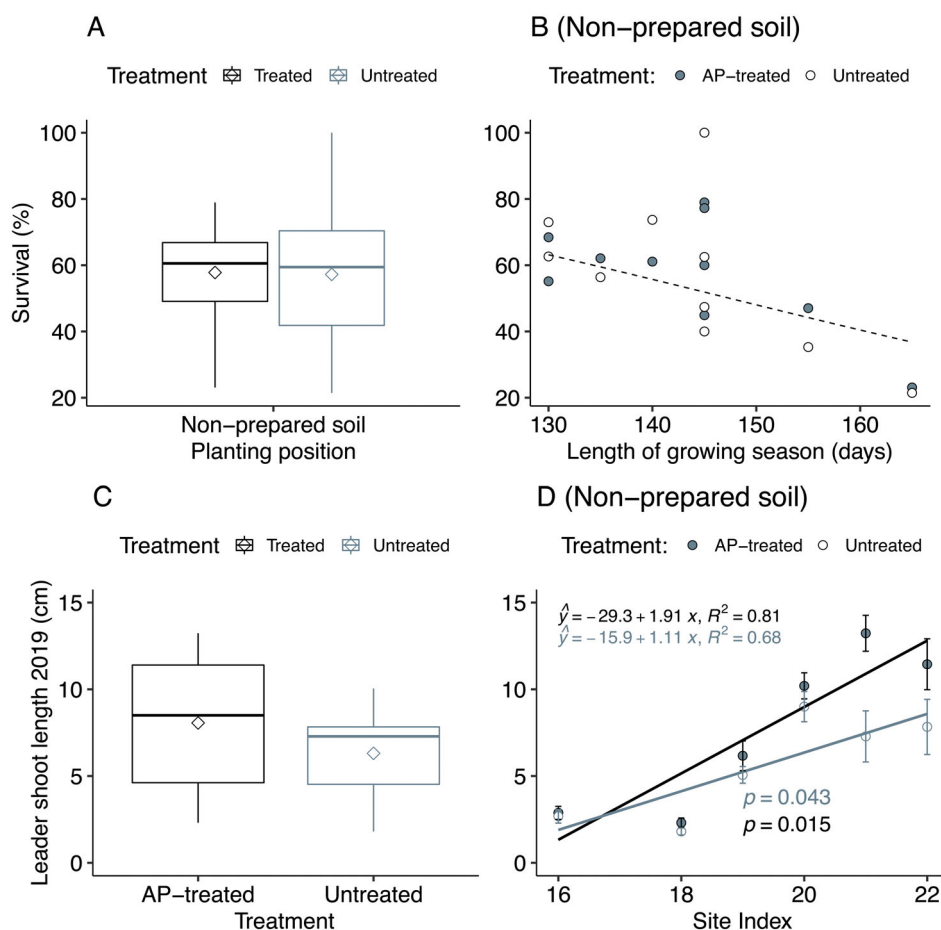 A
Treatment Treated Untreated
Survival (%)
100
80
60
40
20
Non−prepared soil
Planting position
B (Non−prepared soil)
Treatment: AP−treated Untreated
100
80
60
40
20
130 140 150 160
Length of growing season (days)
C
Treatment Treated Untreated
Leader shoot length 2019 (cm)
15
10
5
0
AP−treated Untreated
Treatment
D (Non−prepared soil)
Treatment: AP−treated Untreated
15
10
5
0
ŷ = − 29.3 + 1.91 x, R² = 0.81
ŷ = − 15.9 + 1.11 x, R² = 0.68
p = 0.043
p = 0.015
16 18 20 22
Site Index